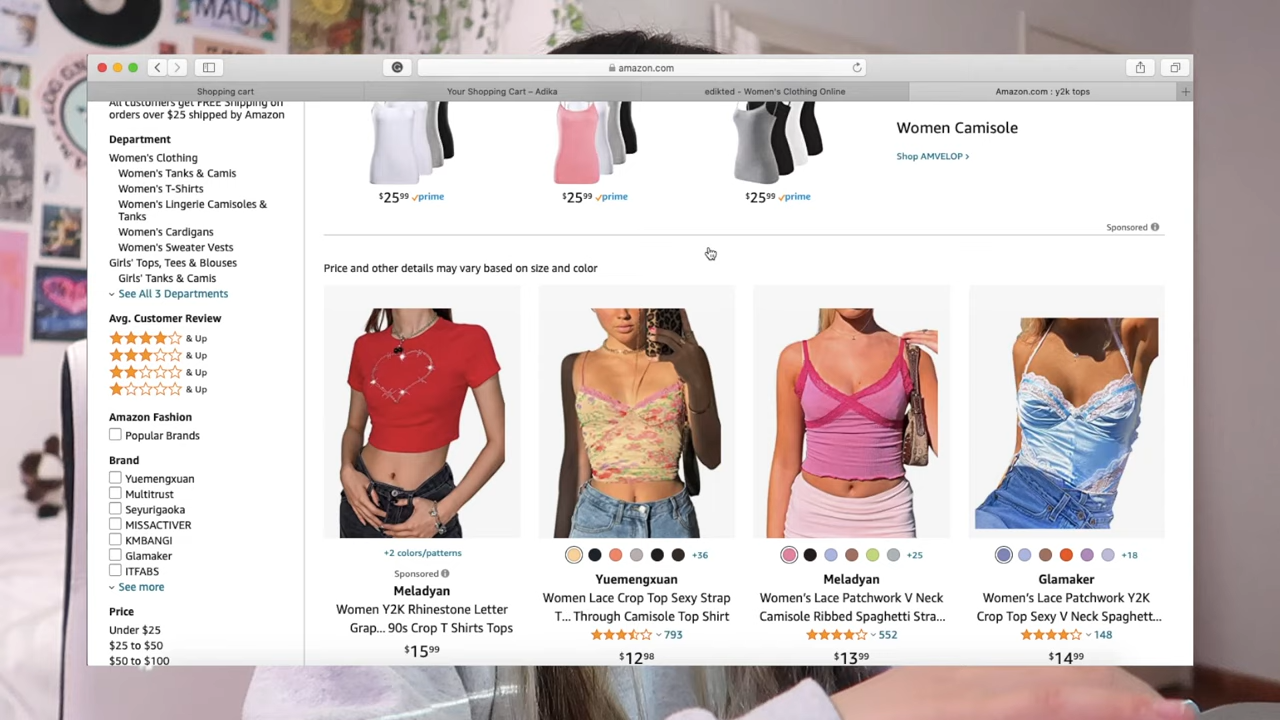 MAUI
amazon.com
Shopping cart
Your Shopping Cart – Adika
edikted - Women's Clothing Online
Amazon.com : y2k tops
All customers get FREE Shipping on
orders over $25 shipped by Amazon
Department
Women's Clothing
Women's Tanks & Camis
Women's T-Shirts
Women's Lingerie Camisoles &
Tanks
Women's Cardigans
Women's Sweater Vests
Girls' Tops, Tees & Blouses
Girls' Tanks & Camis
See All 3 Departments
Avg. Customer Review
& Up
& Up
& Up
& Up
Amazon Fashion
Popular Brands
Brand
Yuemengxuan
Multitrust
Seyurigaoka
MISSACTIVER
KMBANGI
Glamaker
ITFABS
See more
Price
Under $25
$25 to $50
$50 to $100
$25.99 prime
$25.99 prime
$25.99 prime
Women Camisole
Shop AMVELOP ›
Sponsored
Price and other details may vary based on size and color
+2 colors/patterns
Sponsored
Meladyan
Women Y2K Rhinestone Letter
Grap... 90s Crop T Shirts Tops
$15.99
+36
Yuemengxuan
Women Lace Crop Top Sexy Strap
T... Through Camisole Top Shirt
793
$12.98
+25
Meladyan
Women's Lace Patchwork V Neck
Camisole Ribbed Spaghetti Stra...
552
$13.99
+18
Glamaker
Women's Lace Patchwork Y2K
Crop Top Sexy V Neck Spaghett...
148
$14.99